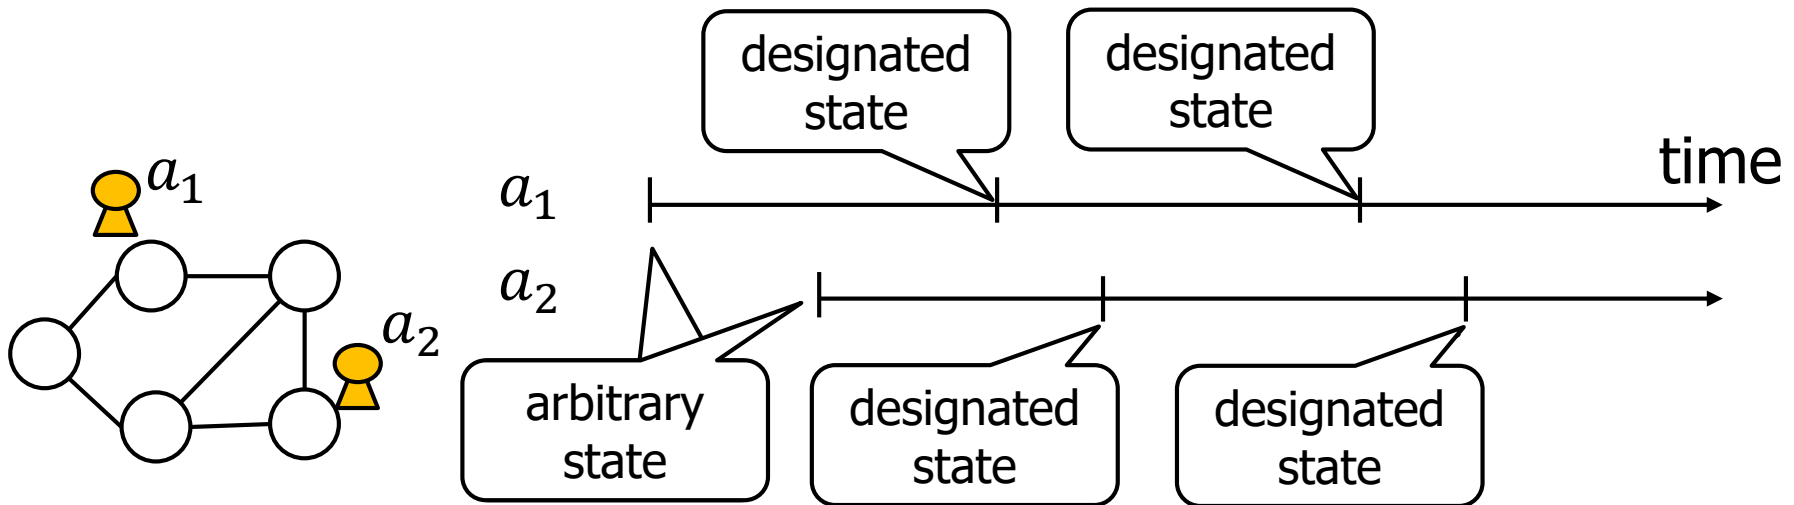 designated
state
designated
state
time
a₁
a₁
a₂
a₂
arbitrary
state
designated
state
designated
state